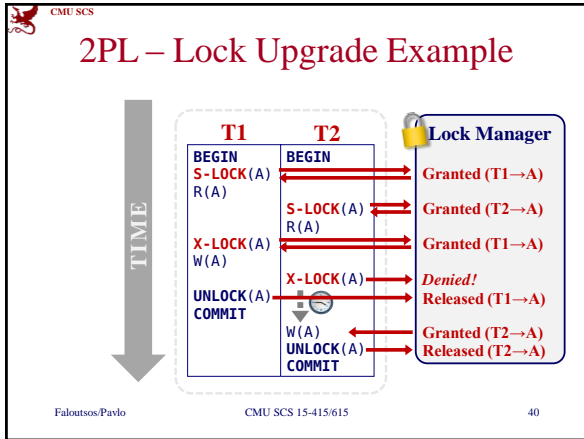 CMU SCS
2PL – Lock Upgrade Example
TIME
T1 T2
Lock Manager
BEGIN BEGIN
S-LOCK(A) Granted (T1→A)
R(A)
S-LOCK(A) Granted (T2→A)
R(A)
X-LOCK(A) Granted (T1→A)
W(A)
X-LOCK(A) Denied!
UNLOCK(A) Released (T1→A)
COMMIT
W(A) Granted (T2→A)
UNLOCK(A) Released (T2→A)
COMMIT
Faloutsos/Pavlo CMU SCS 15-415/615 40